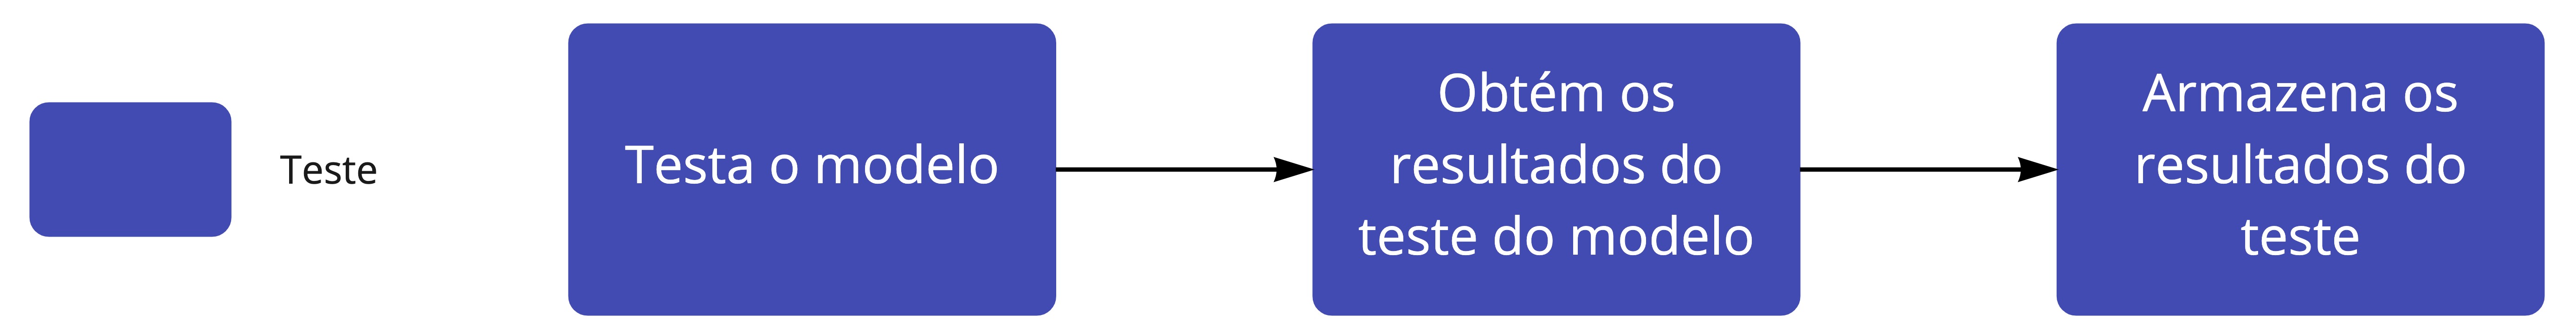 Teste
Testa o modelo
Obtém os
resultados do
teste do modelo
Armazena os
resultados do
teste